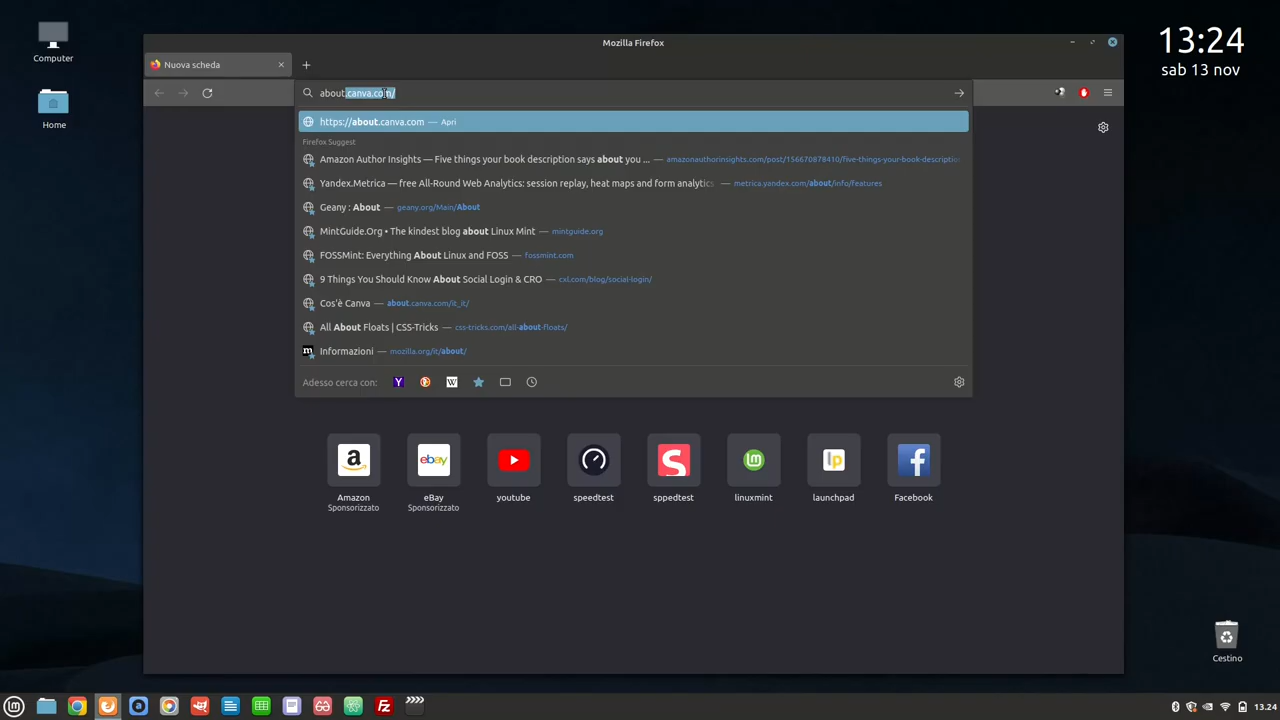 Computer
Home
Mozilla Firefox
Nuova scheda
about.canva.com/
https://about.canva.com — Apri
Firefox Suggest
Amazon Author Insights — Five things your book description says about you ... — amazonauthorinsights.com/post/156670878410/five-things-your-book-descriptio
Yandex.Metrica — free All-Round Web Analytics: session replay, heat maps and form analytics — metrica.yandex.com/about/info/features
Geany : About — geany.org/Main/About
MintGuide.Org • The kindest blog about Linux Mint — mintguide.org
FOSSMint: Everything About Linux and FOSS — fossmint.com
9 Things You Should Know About Social Login & CRO — cxl.com/blog/social-login/
Cos'è Canva — about.canva.com/it_it/
All About Floats | CSS-Tricks — css-tricks.com/all-about-floats/
m Informazioni — mozilla.org/it/about/
Adesso cerca con: Y W
a ebay S lm lp f
Amazon eBay youtube speedtest sppedtest linuxmint launchpad Facebook
Sponsorizzato Sponsorizzato
13:24
sab 13 nov
Cestino
a Fz 13.24